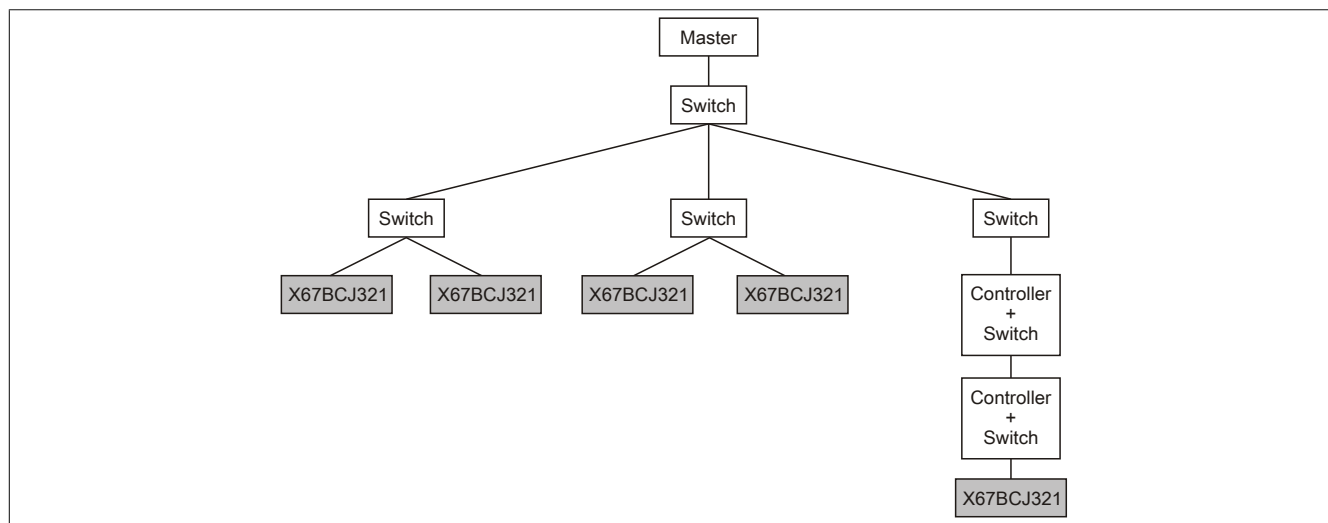 Master
Switch
Switch
Switch
Switch
X67BCJ321
X67BCJ321
X67BCJ321
X67BCJ321
Controller
+
Switch
Controller
+
Switch
X67BCJ321